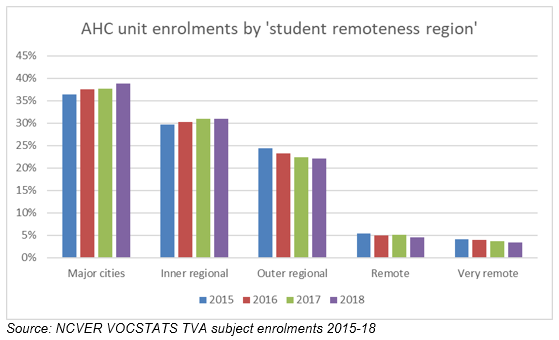 AHC unit enrolments by 'student remoteness region'
45%
40%
35%
30%
25%
20%
15%
10%
5%
0%
Major cities Inner regional Outer regional Remote Very remote
2015 2016 2017 2018
Source: NCVER VOCSTATS TVA subject enrolments 2015-18